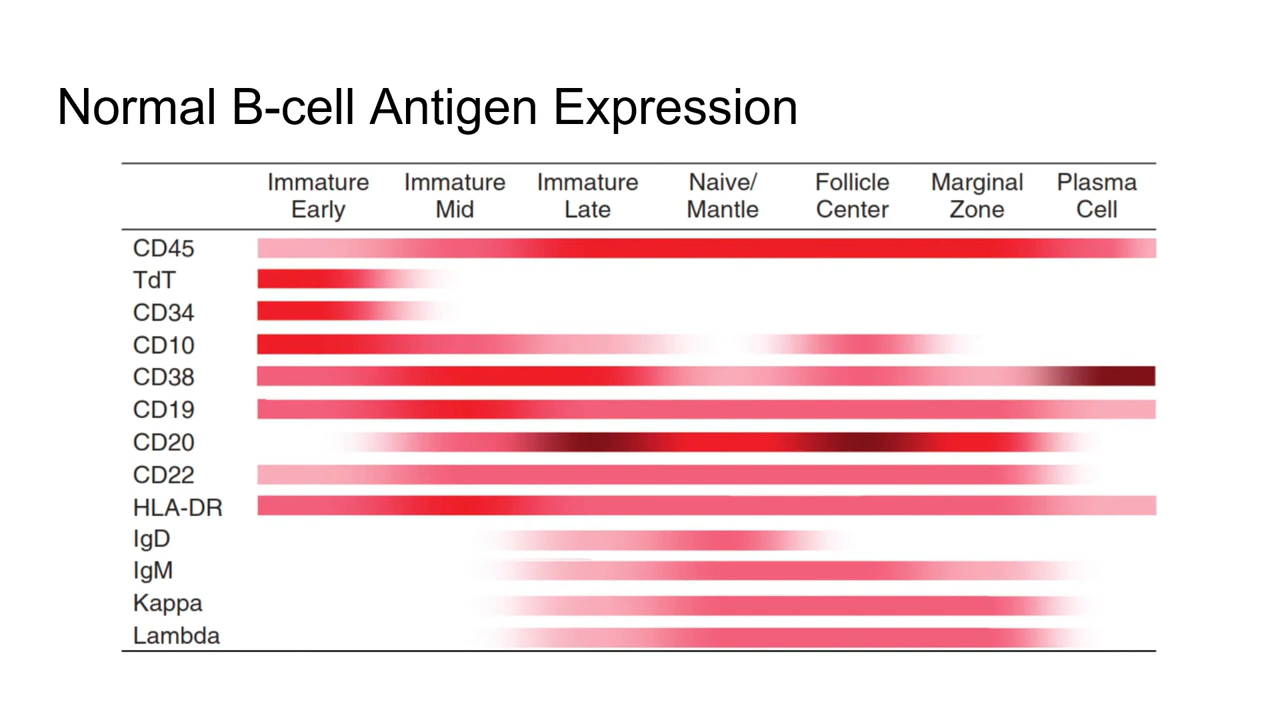 Normal B-cell Antigen Expression
Immature Immature Immature Naive/ Follicle Marginal Plasma
Early Mid Late Mantle Center Zone Cell
CD45
TdT
CD34
CD10
CD38
CD19
CD20
CD22
HLA-DR
IgD
IgM
Kappa
Lambda